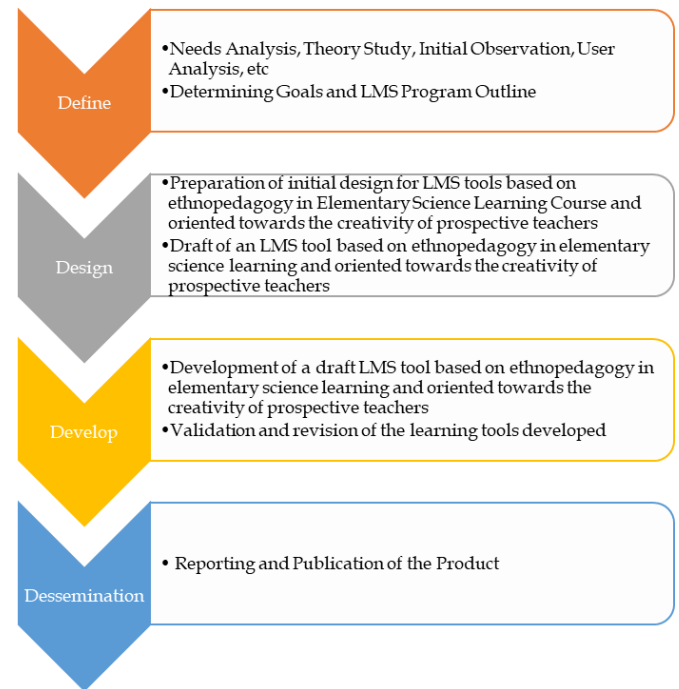 Define
•Needs Analysis, Theory Study, Initial Observation, User
Analysis, etc
•Determining Goals and LMS Program Outline
Design
•Preparation of initial design for LMS tools based on
ethnopedagogy in Elementary Science Learning Course and
oriented towards the creativity of prospective teachers
•Draft of an LMS tool based on ethnopedagogy in elementary
science learning and oriented towards the creativity of
prospective teachers
Develop
•Development of a draft LMS tool based on ethnopedagogy in
elementary science learning and oriented towards the
creativity of prospective teachers
•Validation and revision of the learning tools developed
Dessemination
• Reporting and Publication of the Product